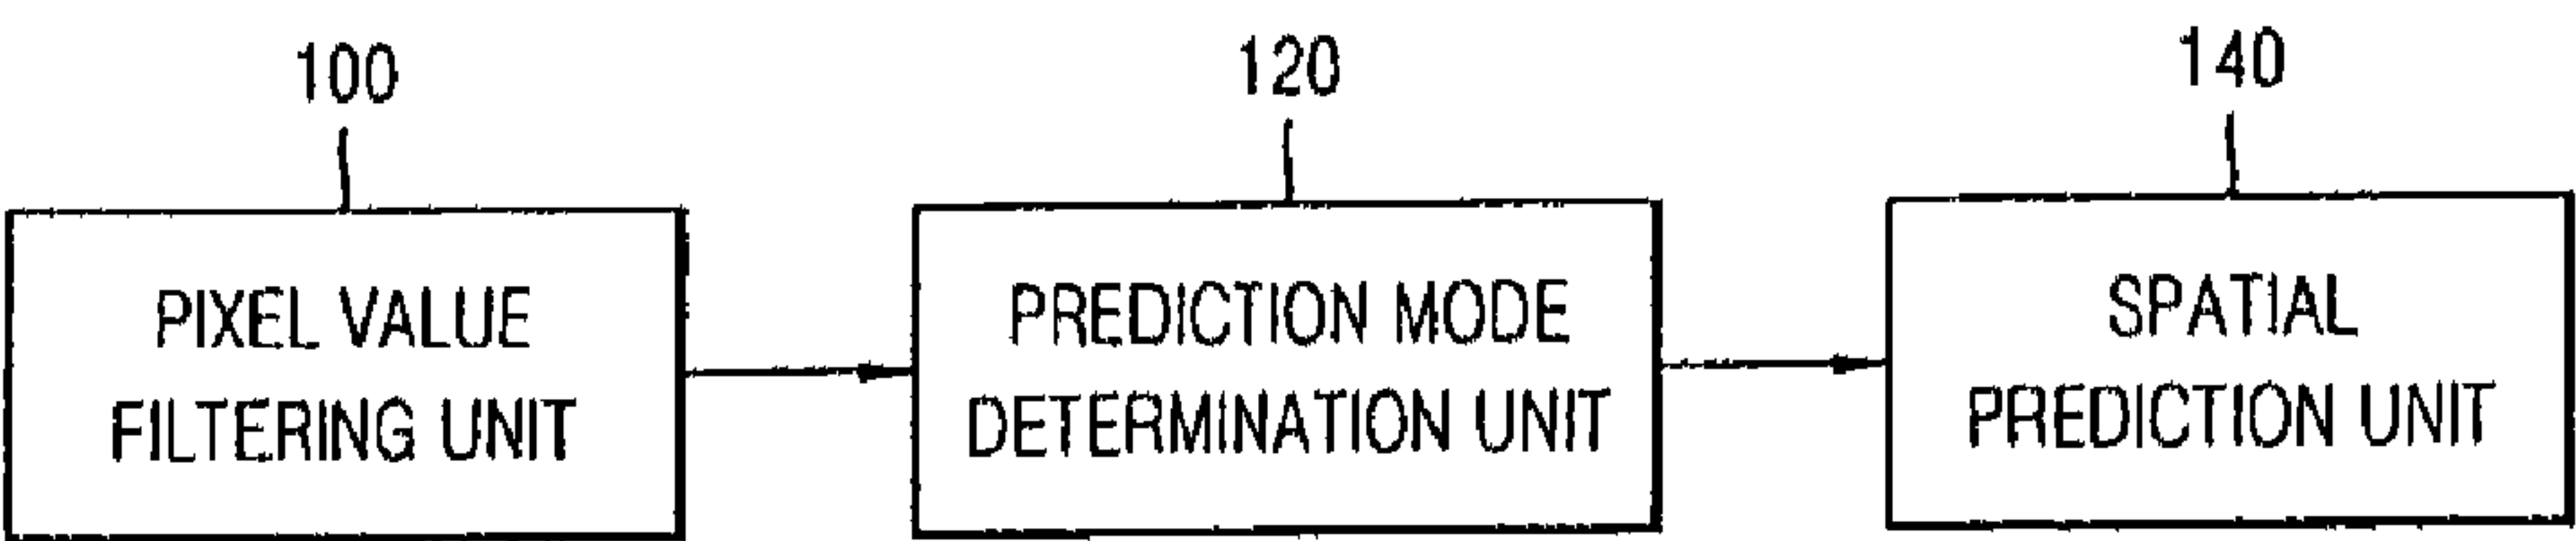 100
120
140
PIXEL VALUE
FILTERING UNIT
PREDICTION MODE
DETERMINATION UNIT
SPATIAL
PREDICTION UNIT